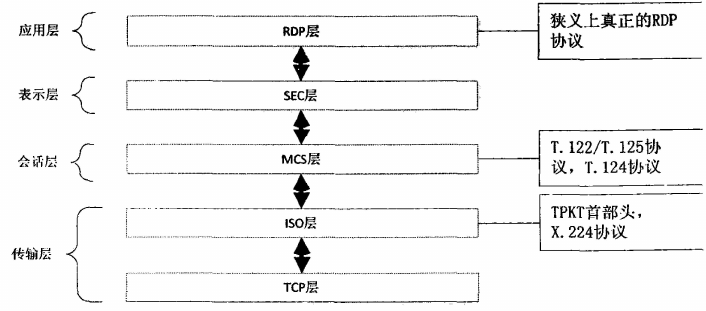 应用层
RDP层
狭义上真正的RDP
协议
表示层
SEC层
会话层
MCS层
T.122/T.125协
议，T.124协议
传输层
ISO层
TPKT首部头，
X.224协议
TCP层